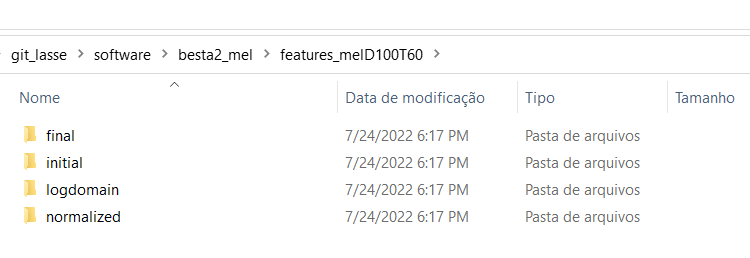 git_lasse > software > besta2_mel > features_melD100T60 >
Nome Data de modificação Tipo Tamanho
final 7/24/2022 6:17 PM Pasta de arquivos
initial 7/24/2022 6:17 PM Pasta de arquivos
logdomain 7/24/2022 6:17 PM Pasta de arquivos
normalized 7/24/2022 6:17 PM Pasta de arquivos